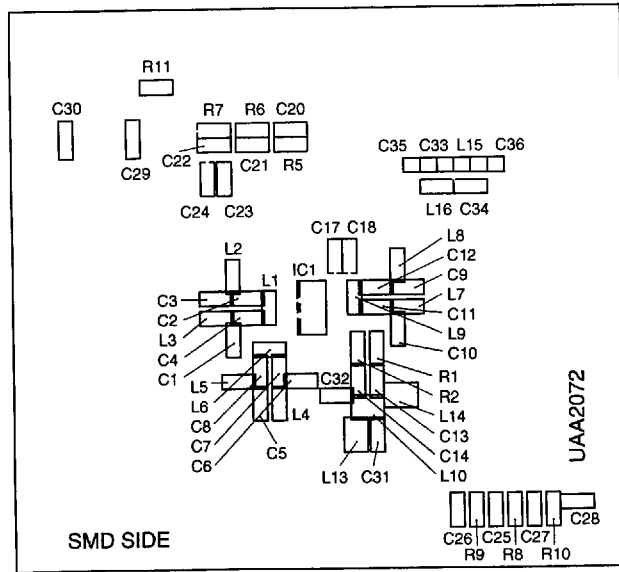 R11
C30
R7 R6 C20
C22
C29
C21 R5
C24 C23
C35 C33 L15 C36
L16 C34
C17 C18
L8
C12
C9
L7
C11
L9
C10
L2
L1
IC1
C3
C2
L3
C4
C1
L5
L6
C8
C7
C6
C5
L4
C32
R1
R2
L14
C13
C14
L10
L13 C31
UAA2072
C28
C26 C25 C27
R9 R8 R10
SMD SIDE